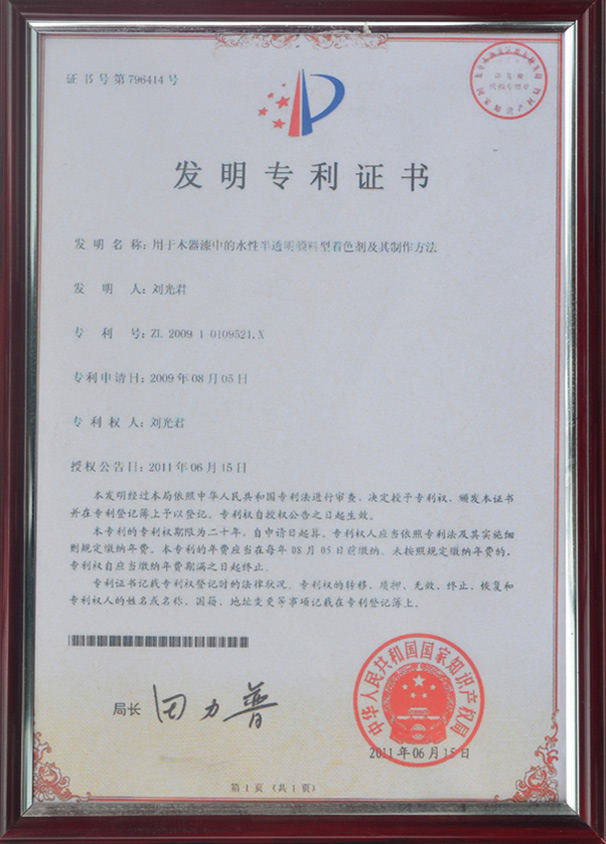 证书号第796414号
发明专利证书
发明名称：用于木器漆中的水性半透明颜料型着色剂及其制作方法
发明人：刘光君
专利号：ZL 2009 1 0109521.X
专利申请日：2009年08月05日
专利权人：刘光君
授权公告日：2011年06月15日
本发明经过本局依照中华人民共和国专利法进行审查，决定授予专利权，颁发本证书
并在专利登记簿上予以登记。专利权自授权公告之日起生效。
本专利的专利权期限为二十年，自申请日起算。专利权人应当依照专利法及其实施细
则规定缴纳年费。本专利的年费应当在每年08月05日前缴纳。未按照规定缴纳年费的，
专利权自应当缴纳年费期满之日起终止。
专利证书记载专利权登记时的法律状况。专利权的转移、质押、无效、终止、恢复和
专利权人的姓名或名称、国籍、地址变更等事项记载在专利登记簿上。
局长 田力普
中华人民共和国国家知识产权局
2011年06月15日
第1页（共1页）